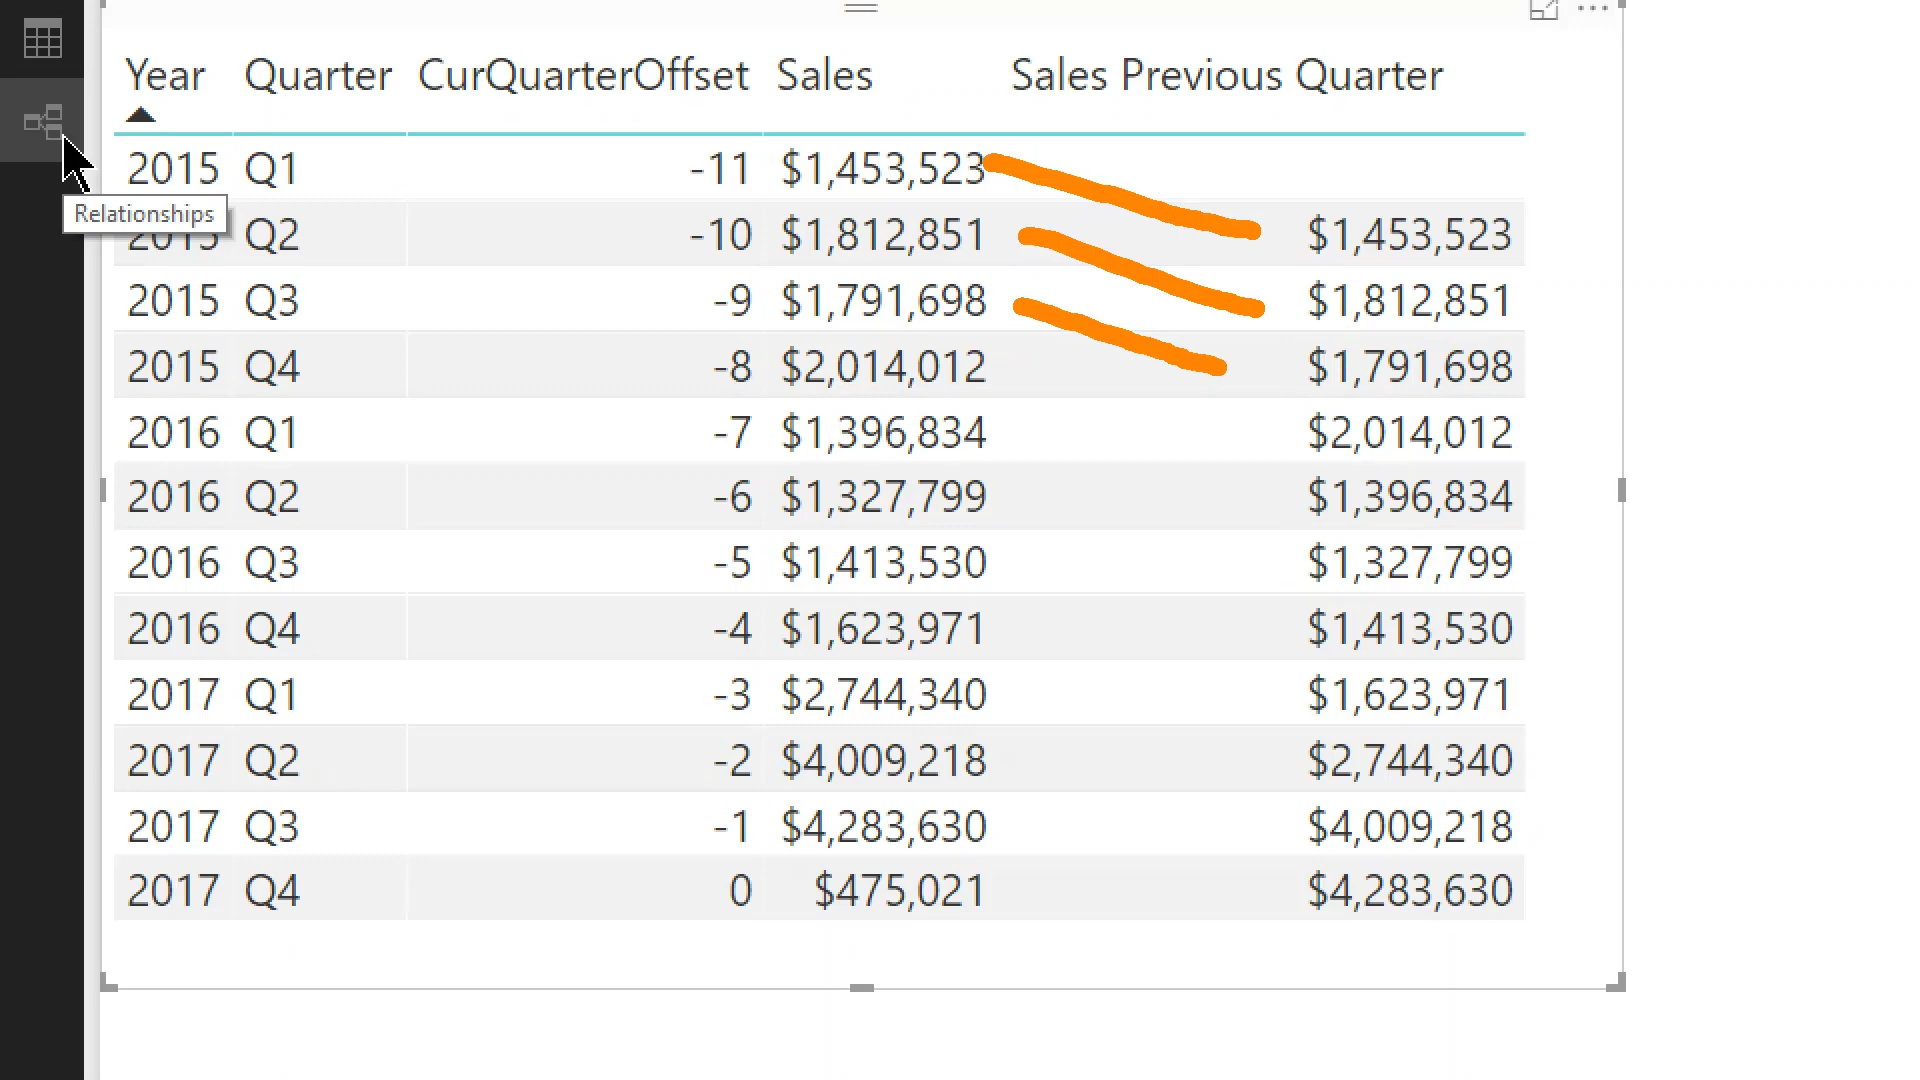 Year Quarter CurQuarterOffset Sales Sales Previous Quarter
2015 Q1 -11 $1,453,523
Relationships
2015 Q2 -10 $1,812,851 $1,453,523
2015 Q3 -9 $1,791,698 $1,812,851
2015 Q4 -8 $2,014,012 $1,791,698
2016 Q1 -7 $1,396,834 $2,014,012
2016 Q2 -6 $1,327,799 $1,396,834
2016 Q3 -5 $1,413,530 $1,327,799
2016 Q4 -4 $1,623,971 $1,413,530
2017 Q1 -3 $2,744,340 $1,623,971
2017 Q2 -2 $4,009,218 $2,744,340
2017 Q3 -1 $4,283,630 $4,009,218
2017 Q4 0 $475,021 $4,283,630